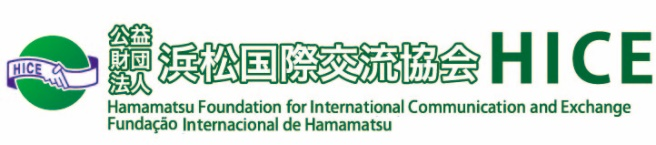 HICE
公益
財団
法人
浜松国際交流協会 HICE
Hamamatsu Foundation for International Communication and Exchange
Fundação Internacional de Hamamatsu